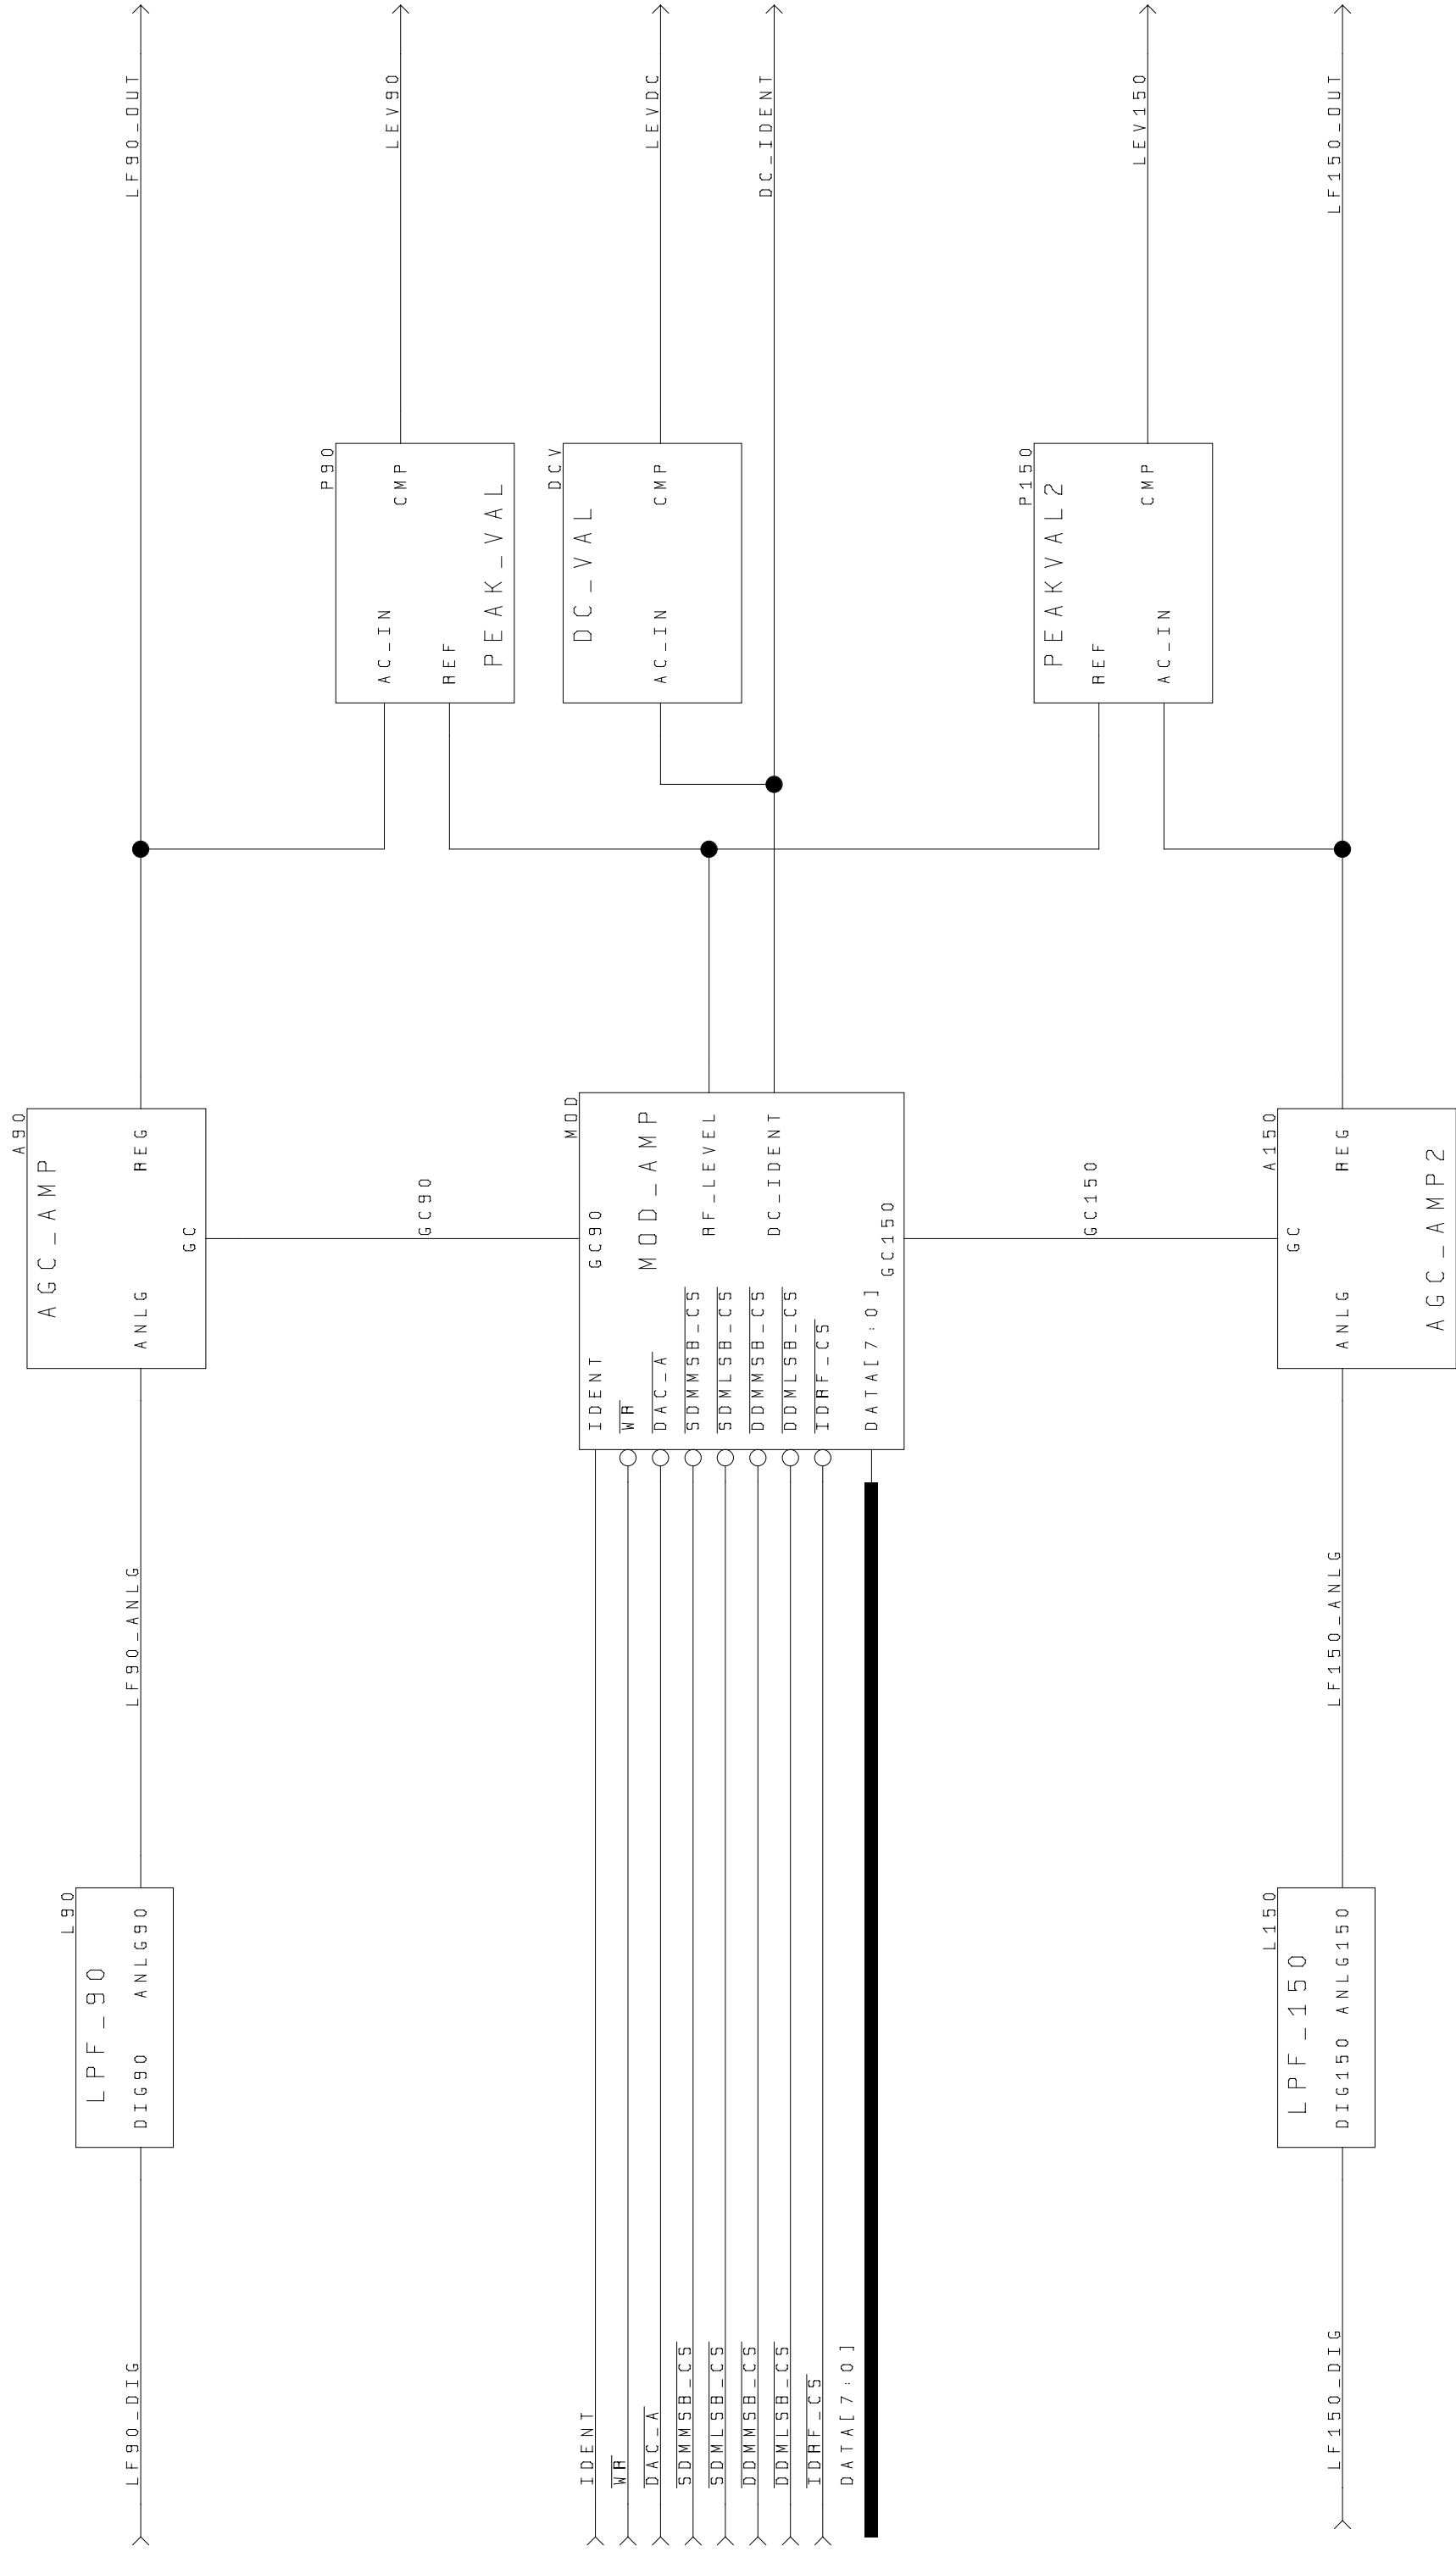 LF90_DIG
L90
LPF_90
DIG90 ANLG90
LF90_ANLG
A90
AGC_AMP
ANLG REG
GC
LF90_OUT
P90
AC_IN CMP
REF
PEAK_VAL
LEV90
GC90
DCV
DC_VAL
AC_IN CMP
LEVDC
MOD
IDENT IDENT GC90
WR WR
MOD_AMP
DAC_A DAC_A
SDMMSB_CS SDMMSB_CS
RF_LEVEL
SDMLSB_CS SDMLSB_CS
DDMMSB_CS DDMMSB_CS
DC_IDENT DC_IDENT
DDMLSB_CS DDMLSB_CS
IDRF_CS IDRF_CS
DATA[7:0] DATA[7:0]
GC150
P150
PEAKVAL2
REF
CMP
AC_IN
LEV150
GC150
LF150_DIG
L150
LPF_150
DIG150 ANLG150
LF150_ANLG
A150
GC
ANLG REG
AGC_AMP2
LF150_OUT